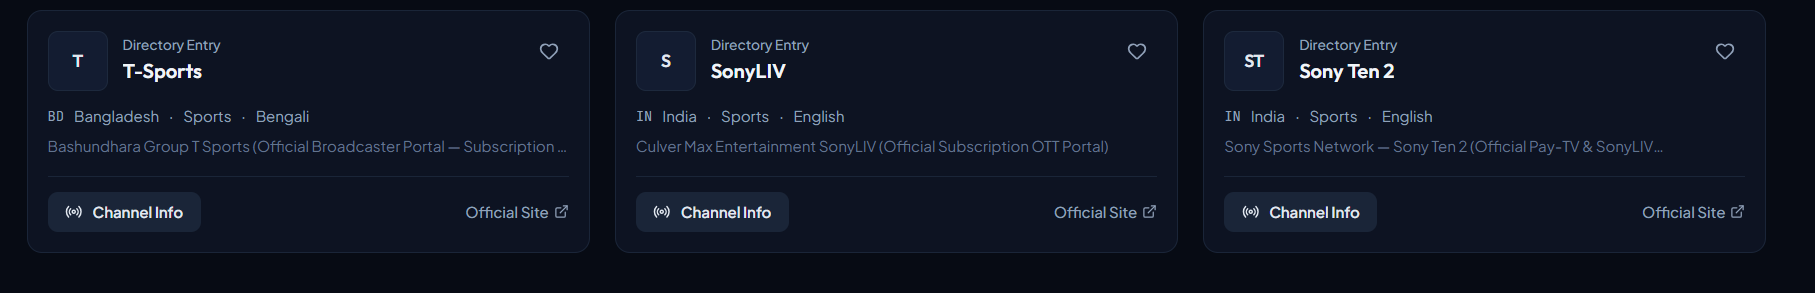 T
Directory Entry
T-Sports
BD Bangladesh · Sports · Bengali
Bashundhara Group T Sports (Official Broadcaster Portal — Subscription ...
Channel Info
Official Site
S
Directory Entry
SonyLIV
IN India · Sports · English
Culver Max Entertainment SonyLIV (Official Subscription OTT Portal)
Channel Info
Official Site
ST
Directory Entry
Sony Ten 2
IN India · Sports · English
Sony Sports Network — Sony Ten 2 (Official Pay-TV & SonyLIV...
Channel Info
Official Site